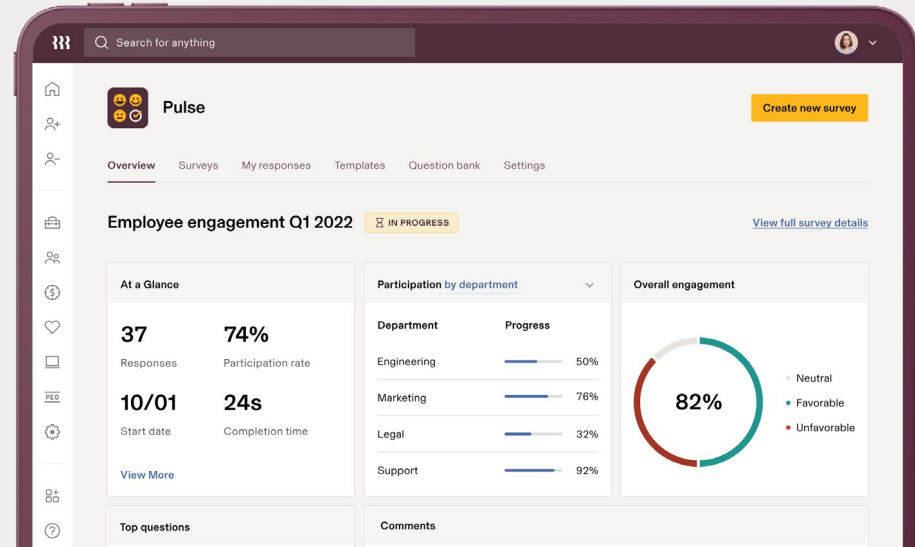 Search for anything
Pulse
Create new survey
Overview Surveys My responses Templates Question bank Settings
Employee engagement Q1 2022 IN PROGRESS View full survey details
At a Glance
37 74%
Responses Participation rate
10/01 24s
Start date Completion time
View More
Participation by department
Department Progress
Engineering 50%
Marketing 76%
Legal 32%
Support 92%
Overall engagement
82%
Neutral
Favorable
Unfavorable
PEO
Top questions
Comments